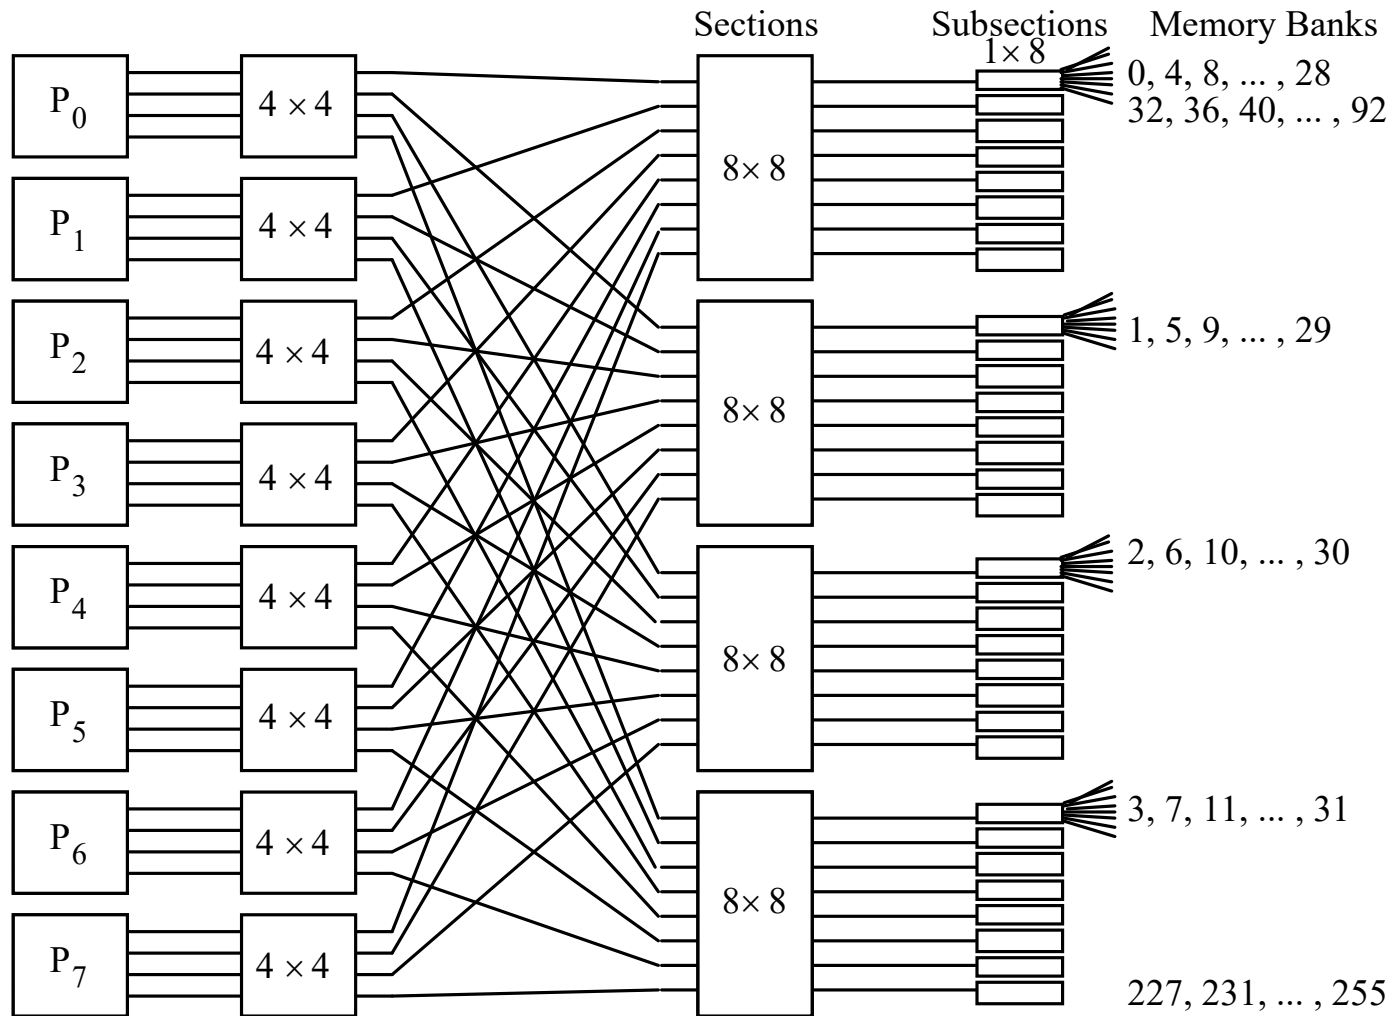 Sections Subsections Memory Banks
1 × 8
P0 4 × 4 0, 4, 8, ... , 28
32, 36, 40, ... , 92
8 × 8
P1 4 × 4
P2 4 × 4 1, 5, 9, ... , 29
8 × 8
P3 4 × 4
2, 6, 10, ... , 30
P4 4 × 4
8 × 8
P5 4 × 4
P6 4 × 4 3, 7, 11, ... , 31
8 × 8
P7 4 × 4
227, 231, ... , 255